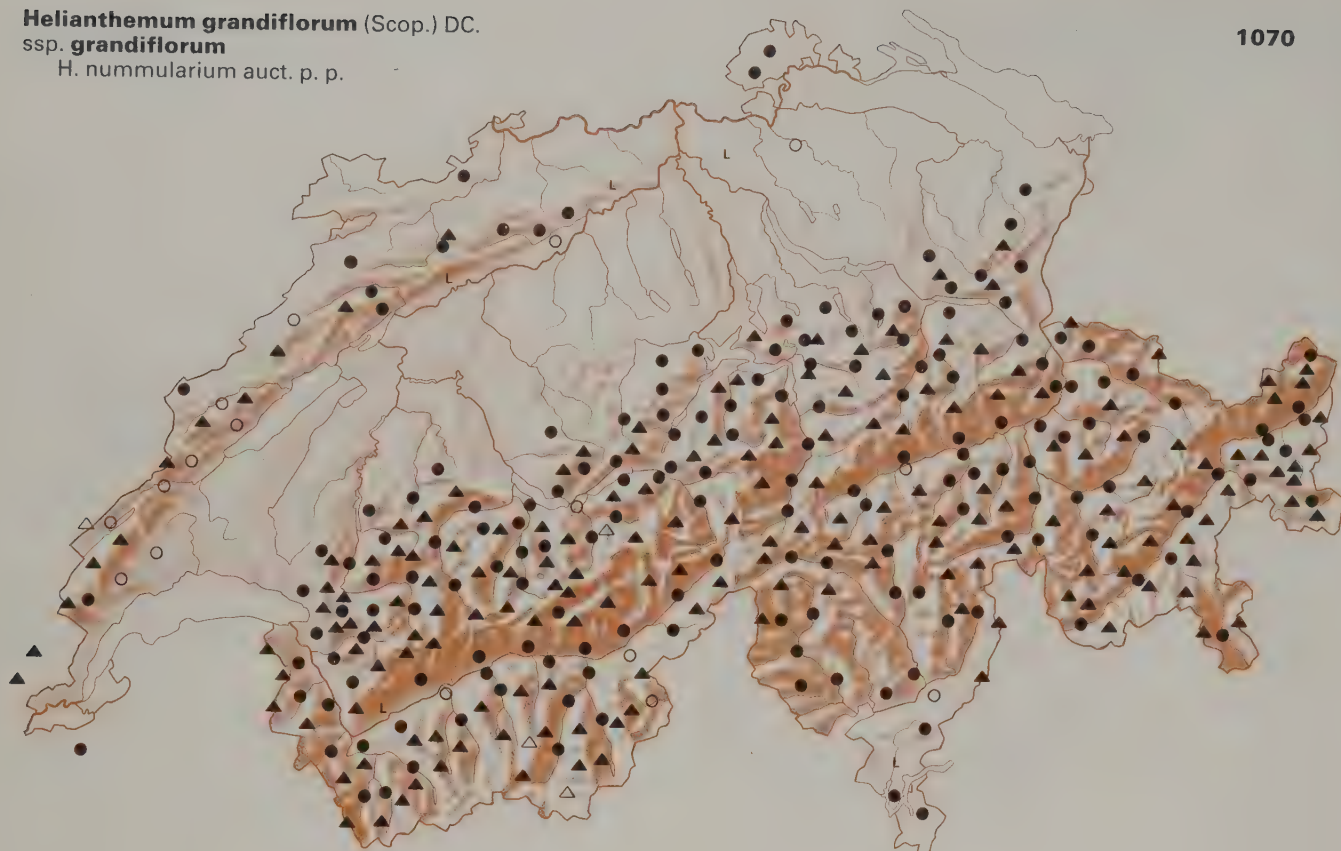 Helianthemum grandiflorum (Scop.) DC.
ssp. grandiflorum
H. nummularium auct. p. p.
1070
L
L
L
L
L